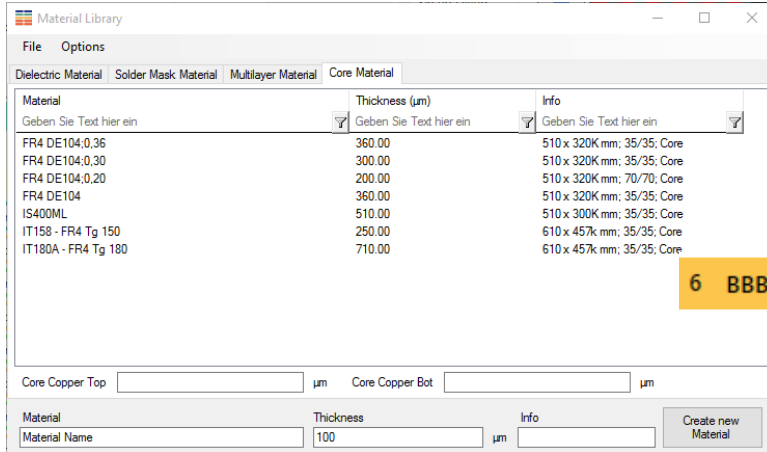 Material Library
File Options
Dielectric Material Solder Mask Material Multilayer Material Core Material
Material Thickness (µm) Info
Geben Sie Text hier ein Geben Sie Text hier ein Geben Sie Text hier ein
FR4 DE104;0,36 360.00 510 x 320K mm; 35/35; Core
FR4 DE104;0,30 300.00 510 x 320K mm; 35/35; Core
FR4 DE104;0,20 200.00 510 x 320K mm; 70/70; Core
FR4 DE104 360.00 510 x 320K mm; 35/35; Core
IS400ML 510.00 510 x 300K mm; 35/35; Core
IT158 - FR4 Tg 150 250.00 610 x 457k mm; 35/35; Core
IT180A - FR4 Tg 180 710.00 610 x 457k mm; 35/35; Core
6 BBB
Core Copper Top µm Core Copper Bot µm
Material Thickness Info
Material Name 100 µm
Create new
Material